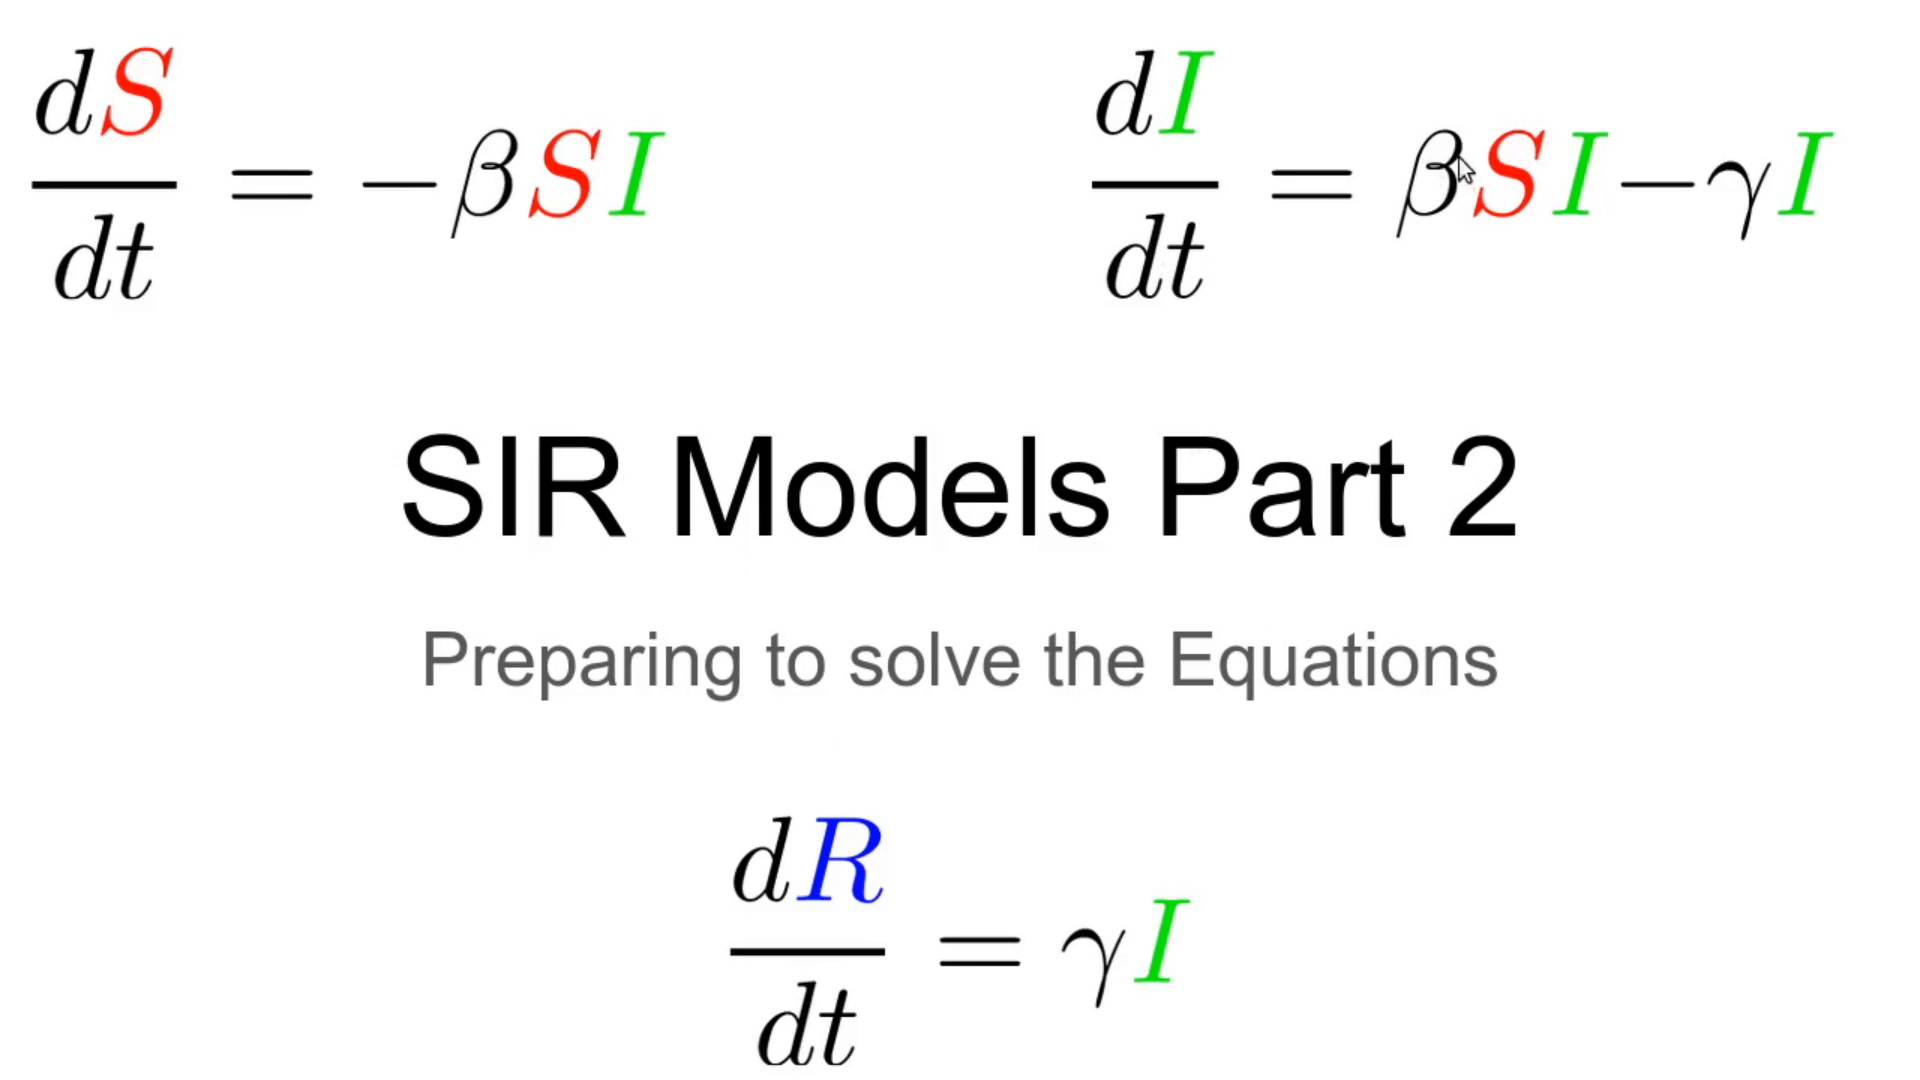 dS/dt = −βSI
dI/dt = βSI−γI
SIR Models Part 2
Preparing to solve the Equations
dR/dt = γI